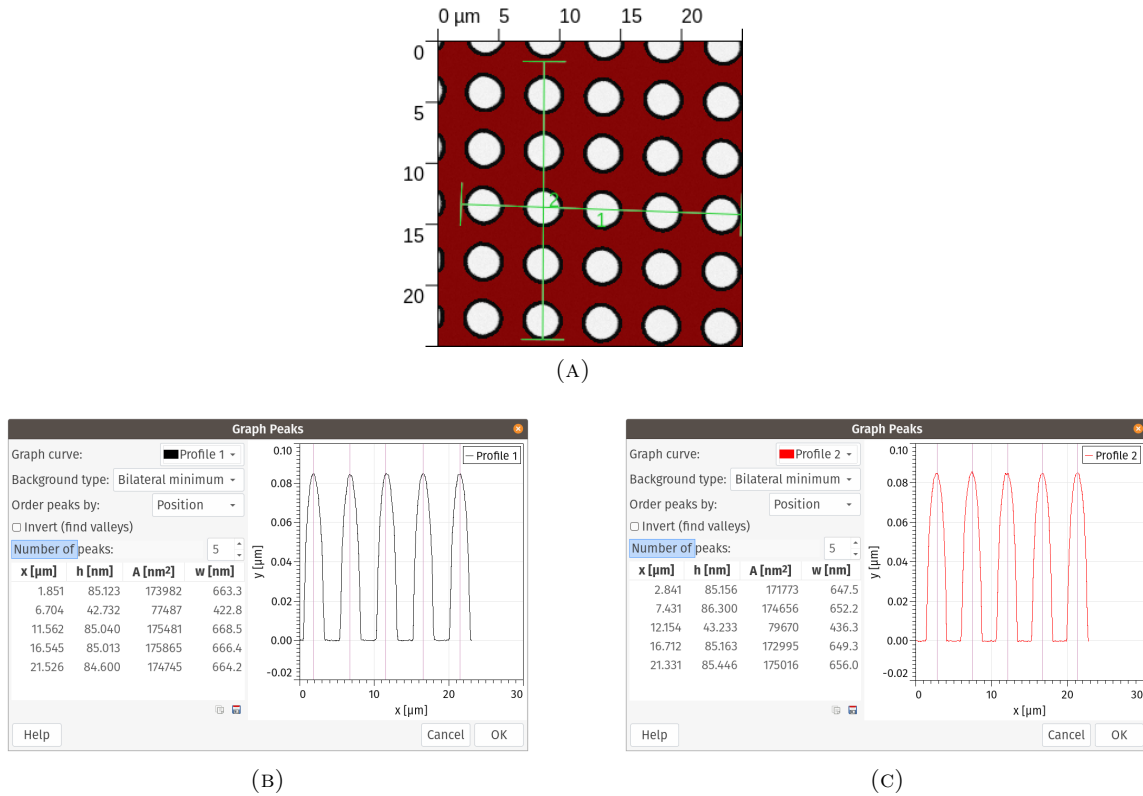 0 µm 5 10 15 20
0
5
10
15
20
2
1
(A)
Graph Peaks
Graph curve: Profile 1
Background type: Bilateral minimum
Order peaks by: Position
Invert (find valleys)
Number of peaks: 5
x [µm] h [nm] A [nm²] w [nm]
1.851 85.123 173982 663.3
6.704 42.732 77487 422.8
11.562 85.040 175481 668.5
16.545 85.013 175865 666.4
21.526 84.600 174745 664.2
Profile 1
0.10
0.08
0.06
0.04
0.02
0.00
-0.02
y [µm]
0 10 20 30
x [µm]
Help Cancel OK
(B)
Graph Peaks
Graph curve: Profile 2
Background type: Bilateral minimum
Order peaks by: Position
Invert (find valleys)
Number of peaks: 5
x [µm] h [nm] A [nm²] w [nm]
2.841 85.156 171773 647.5
7.431 86.300 174656 652.2
12.154 43.233 79670 436.3
16.712 85.163 172995 649.3
21.331 85.446 175016 656.0
Profile 2
0.10
0.08
0.06
0.04
0.02
0.00
-0.02
y [µm]
0 10 20 30
x [µm]
Help Cancel OK
(C)